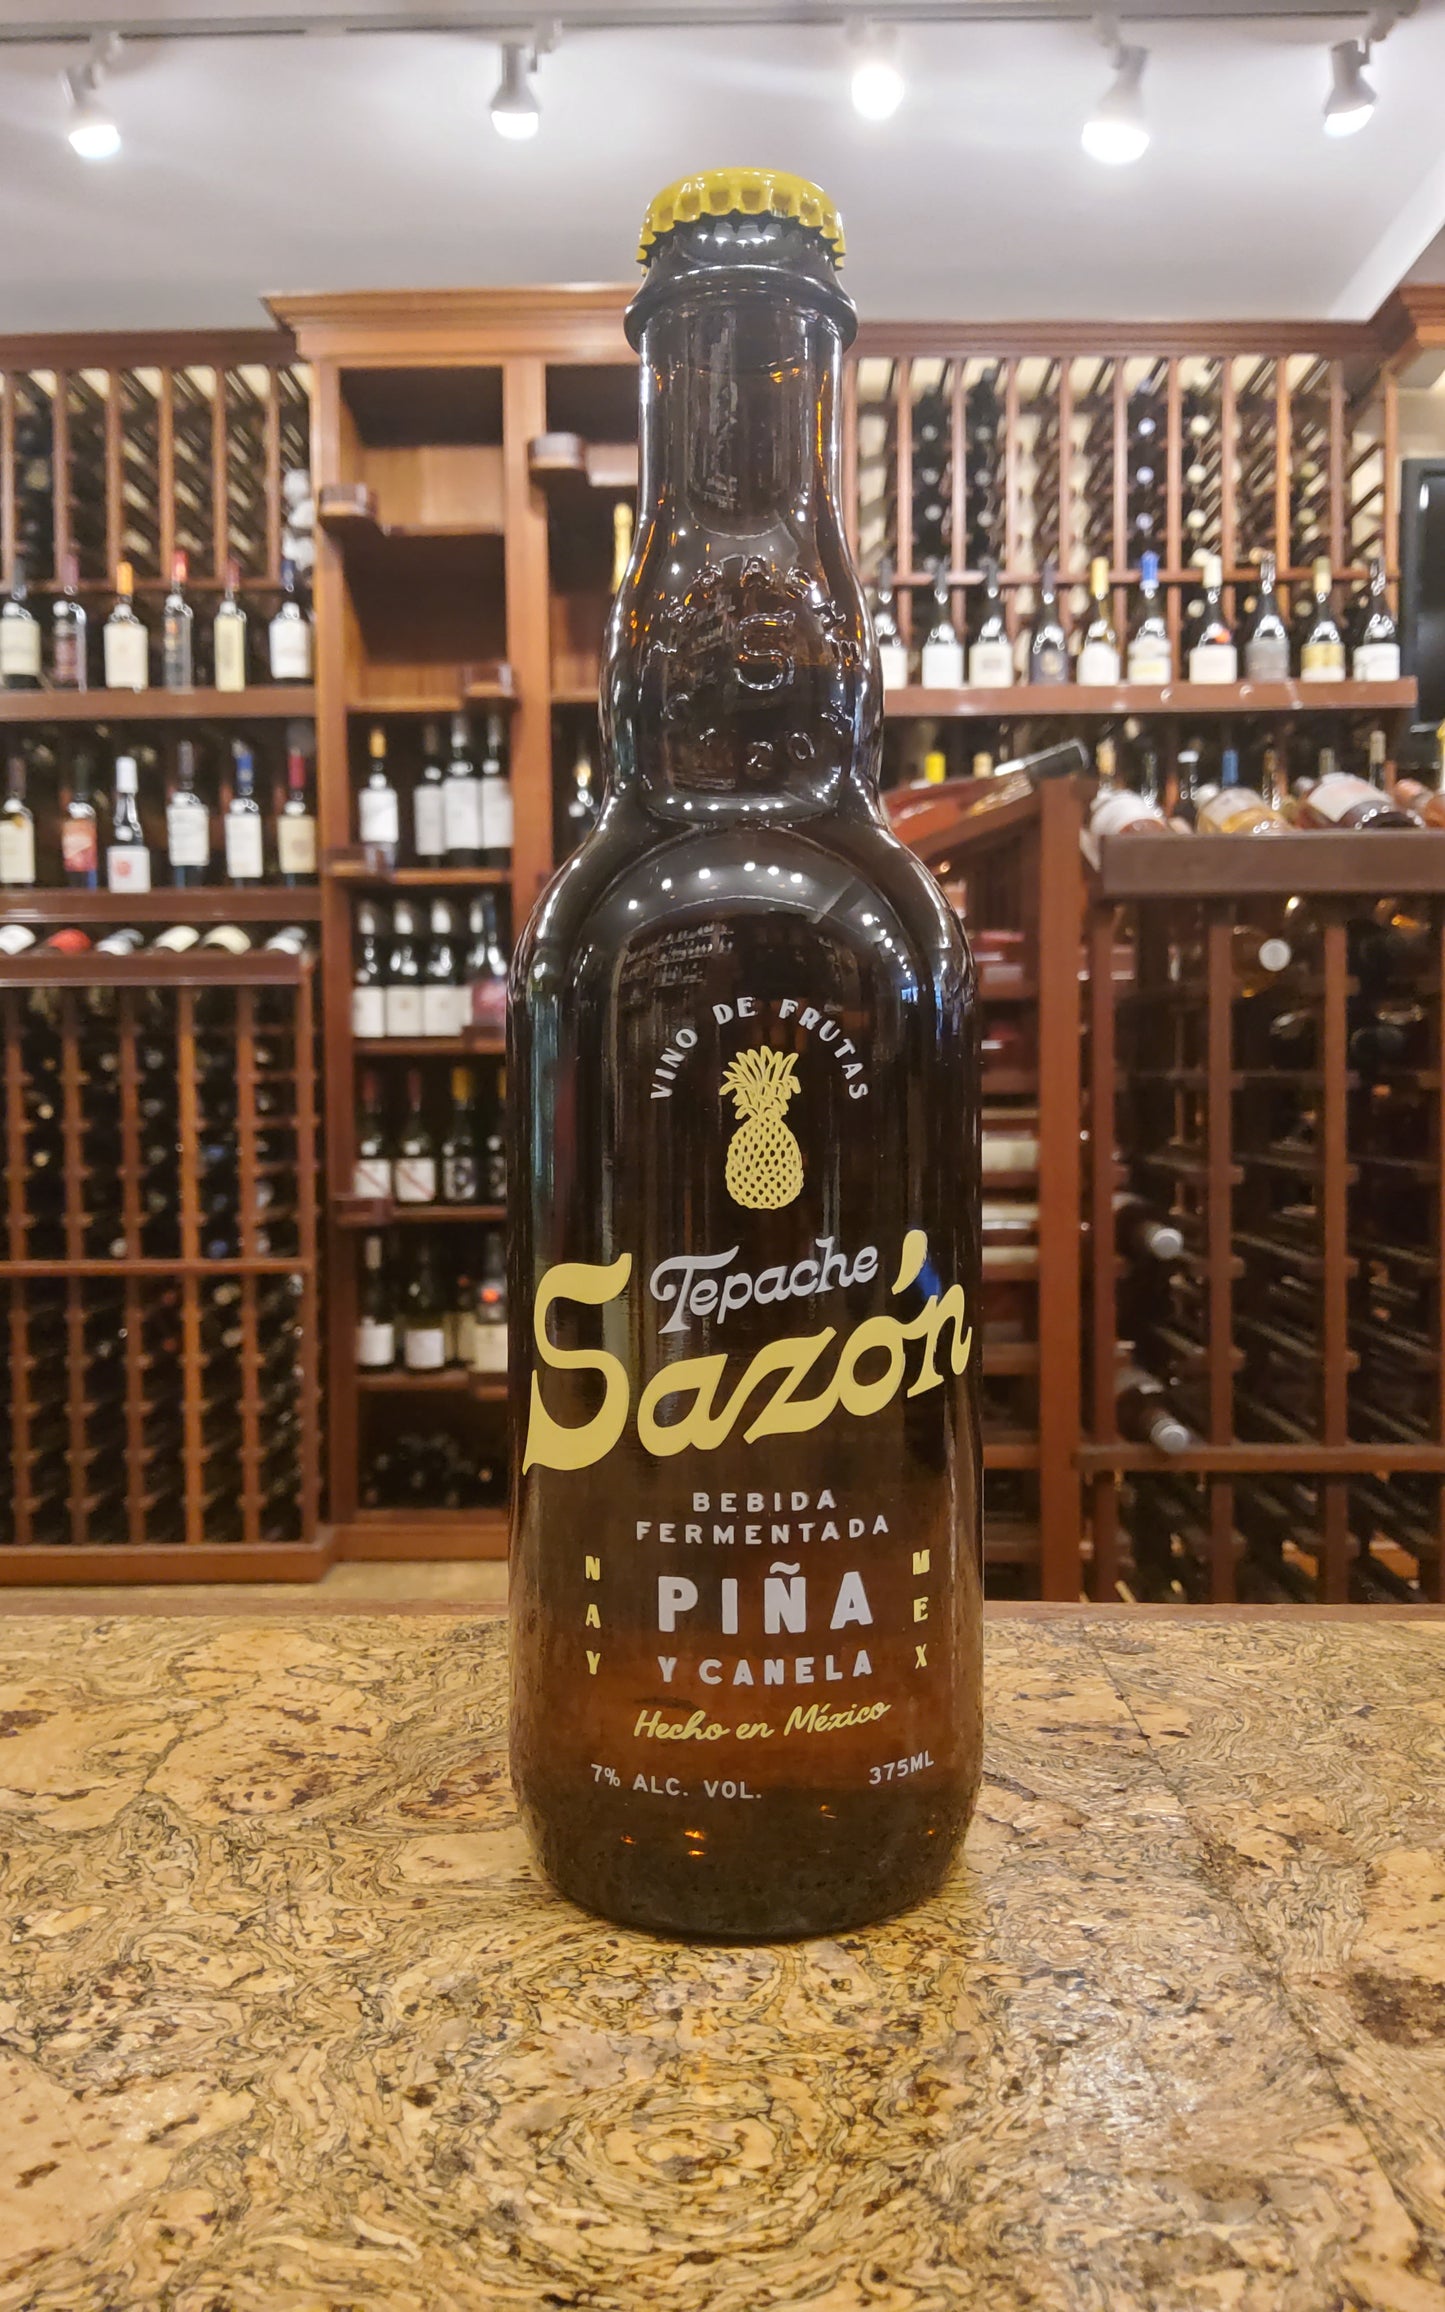 VINO DE FRUTAS
Tepache
Sazón
BEBIDA
FERMENTADA
NAY
MEX
PIÑA
Y CANELA
Hecho en México
7% ALC. VOL.
375ML